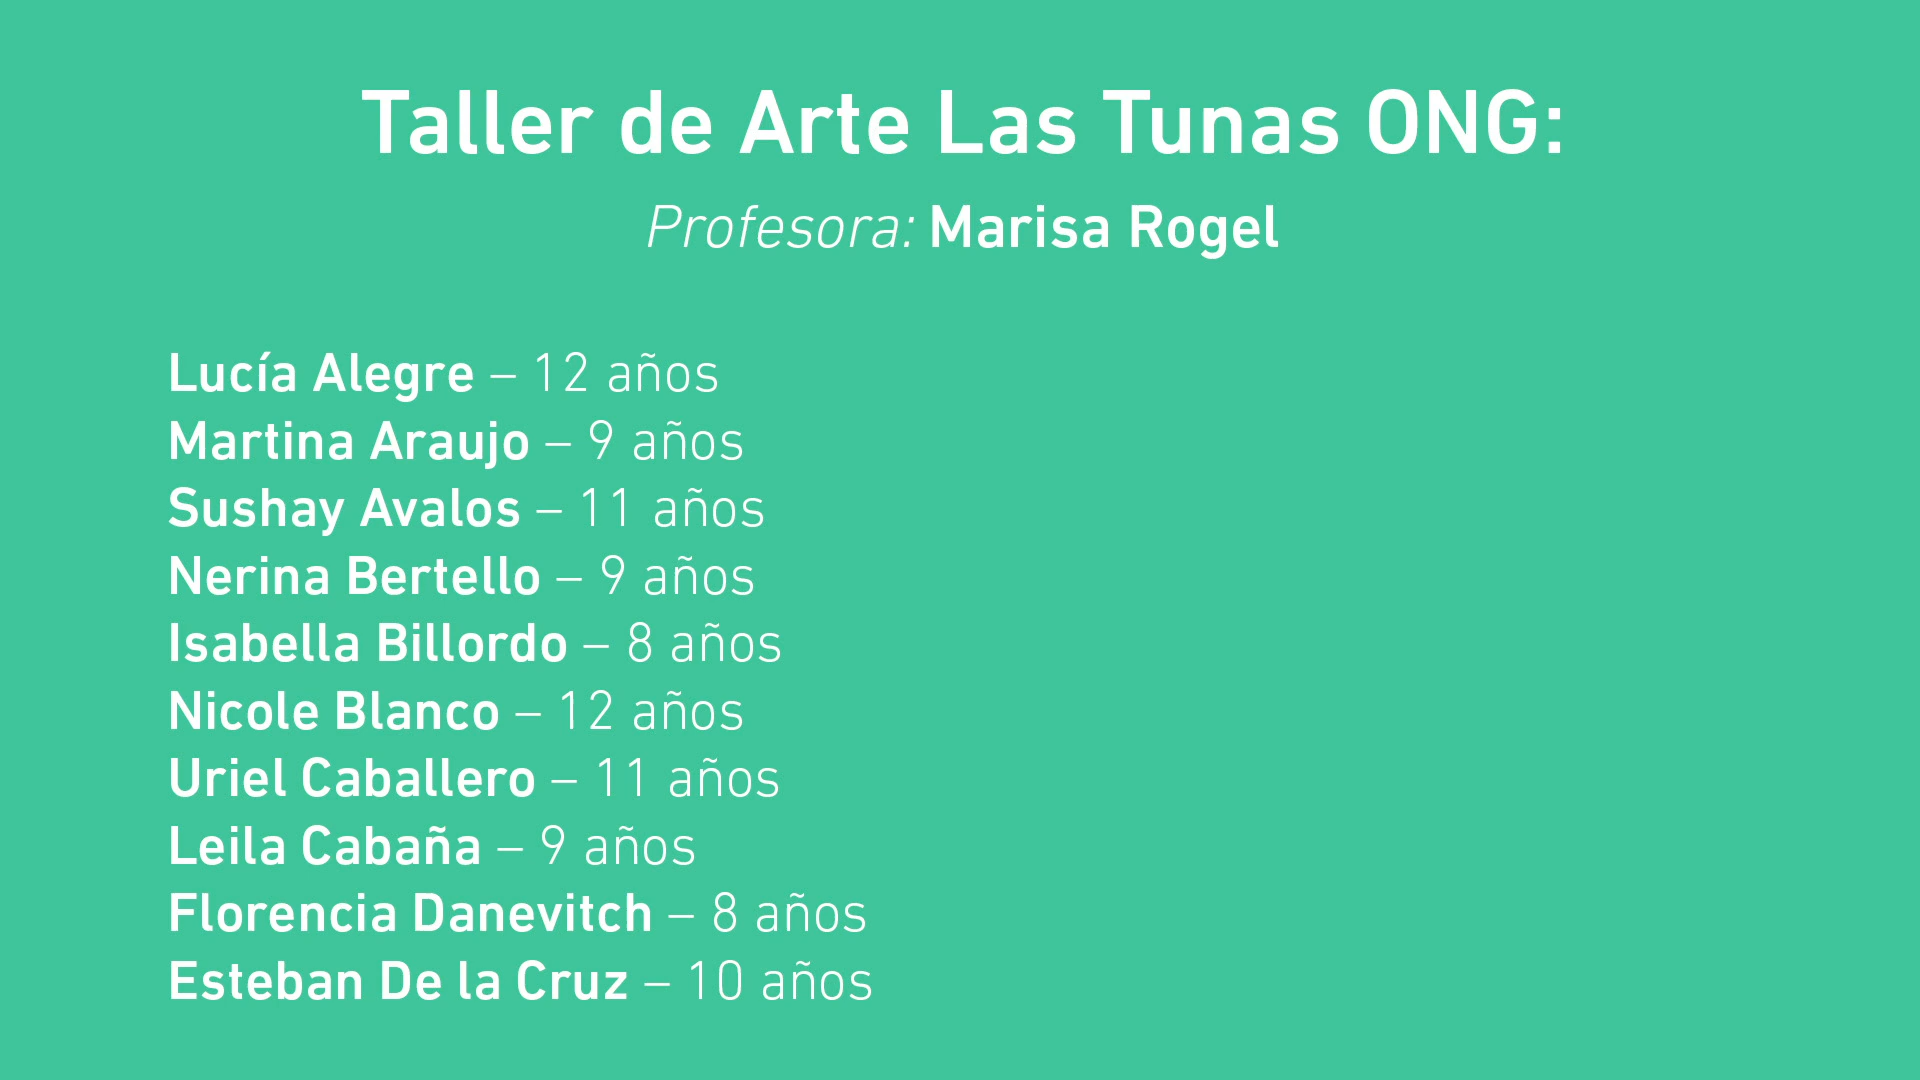 Taller de Arte Las Tunas ONG:
Profesora: Marisa Rogel
Lucía Alegre – 12 años
Martina Araujo – 9 años
Sushay Avalos – 11 años
Nerina Bertello – 9 años
Isabella Billordo – 8 años
Nicole Blanco – 12 años
Uriel Caballero – 11 años
Leila Cabaña – 9 años
Florencia Danevitch – 8 años
Esteban De la Cruz – 10 años